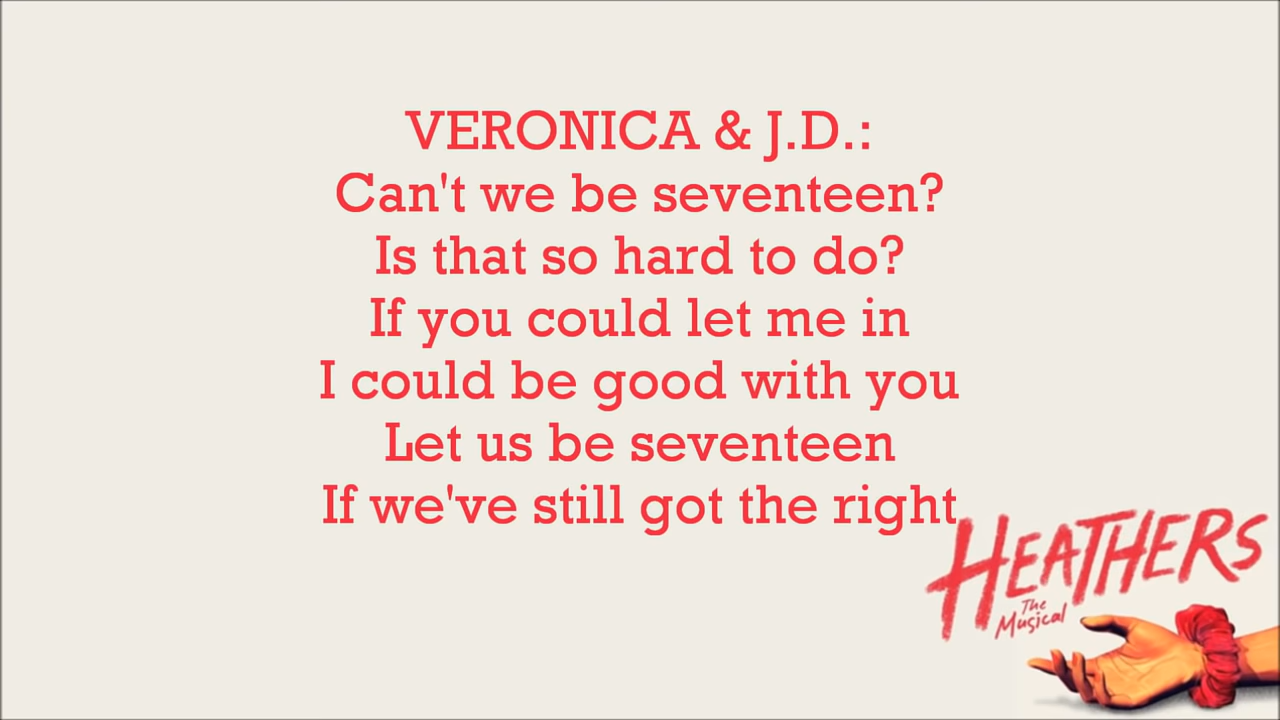 VERONICA & J.D.:
Can't we be seventeen?
Is that so hard to do?
If you could let me in
I could be good with you
Let us be seventeen
If we've still got the right
HEATHERS
The
Musical